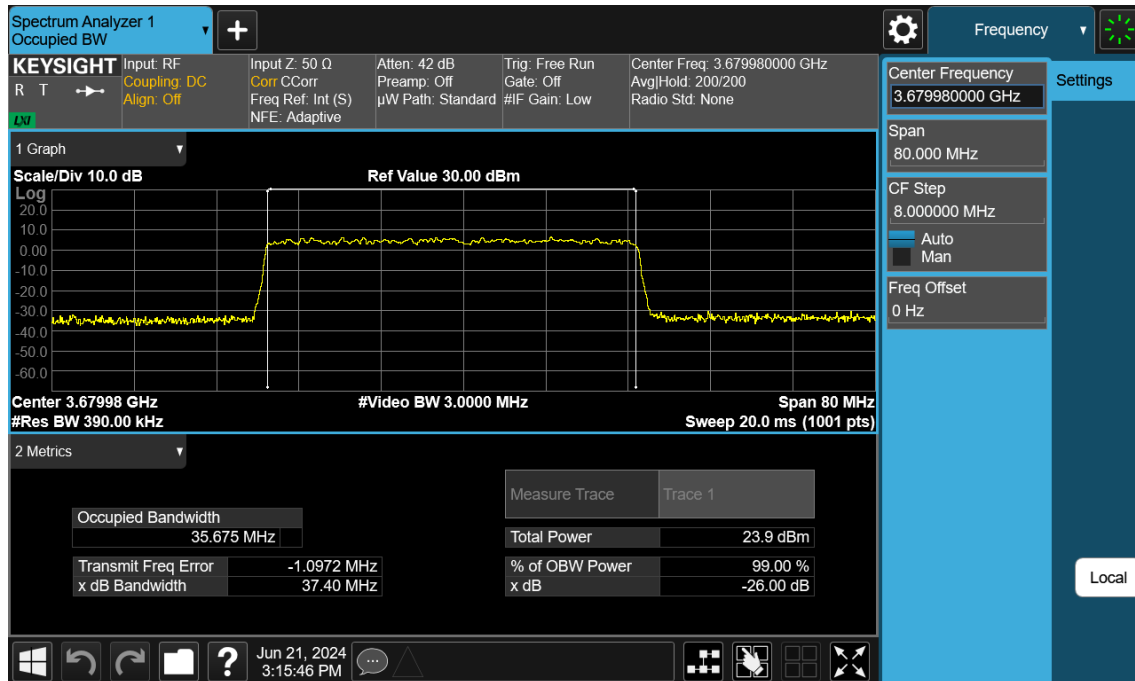 Spectrum Analyzer 1
Occupied BW
+
Frequency
KEYSIGHT
R T
LXI
Input: RF
Coupling: DC
Align: Off
Input Z: 50 Ω
Corr CCorr
Freq Ref: Int (S)
NFE: Adaptive
Atten: 42 dB
Preamp: Off
µW Path: Standard
Trig: Free Run
Gate: Off
#IF Gain: Low
Center Freq: 3.679980000 GHz
Avg|Hold: 200/200
Radio Std: None
Center Frequency
3.679980000 GHz
Settings
Span
80.000 MHz
CF Step
8.000000 MHz
Auto
Man
Freq Offset
0 Hz
1 Graph
Scale/Div 10.0 dB
Ref Value 30.00 dBm
Log
20.0
10.0
0.00
-10.0
-20.0
-30.0
-40.0
-50.0
-60.0
Center 3.67998 GHz
#Video BW 3.0000 MHz
Span 80 MHz
#Res BW 390.00 kHz
Sweep 20.0 ms (1001 pts)
2 Metrics
Measure Trace Trace 1
Occupied Bandwidth
35.675 MHz
Total Power 23.9 dBm
Transmit Freq Error -1.0972 MHz
% of OBW Power 99.00 %
x dB Bandwidth 37.40 MHz
x dB -26.00 dB
Local
?
Jun 21, 2024
3:15:46 PM